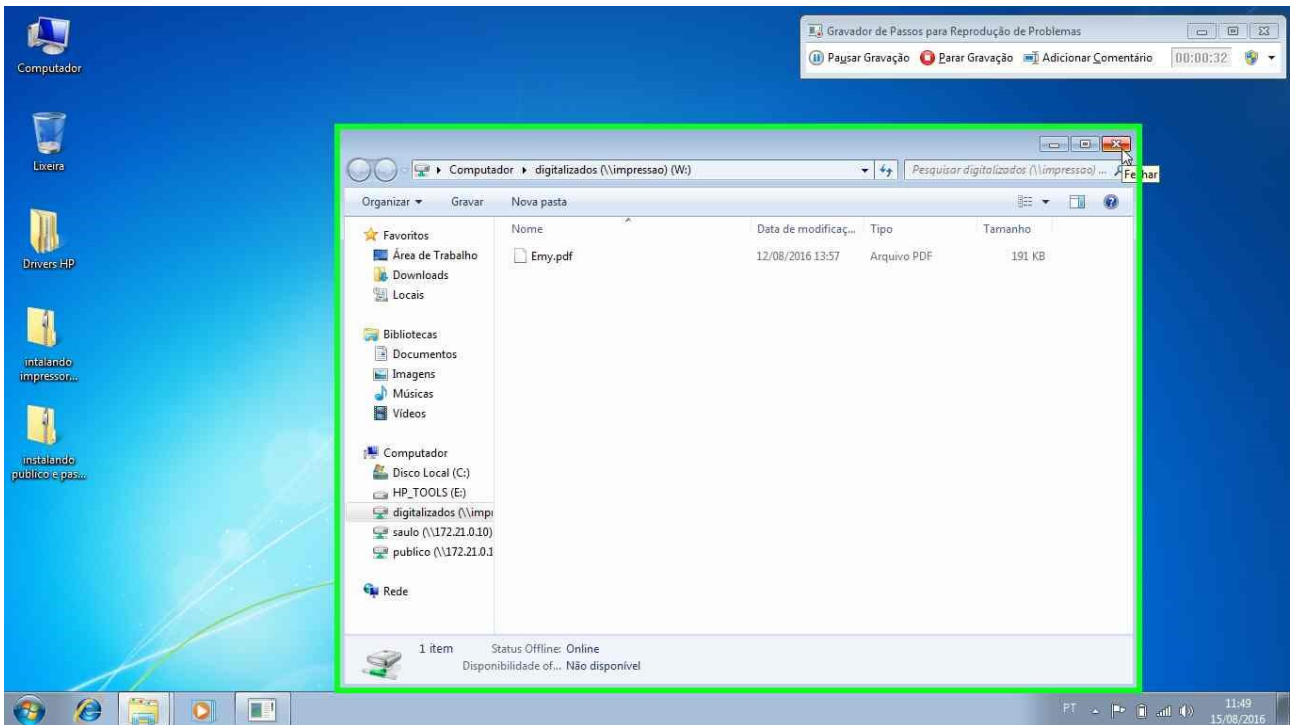 Computador
Lixeira
Drivers HP
intalando
impressor...
instalando
publico e pas...
Gravador de Passos para Reprodução de Problemas
Pausar Gravação Parar Gravação Adicionar Comentário 00:00:32
Computador digitalizados (\\impressao) (W:)
Pesquisar digitalizados (\\impressao) ...
Fechar
Organizar Gravar Nova pasta
Nome Data de modificaç... Tipo Tamanho
Emy.pdf 12/08/2016 13:57 Arquivo PDF 191 KB
Favoritos
Área de Trabalho
Downloads
Locais
Bibliotecas
Documentos
Imagens
Músicas
Vídeos
Computador
Disco Local (C:)
HP_TOOLS (E:)
digitalizados (\\impr
saulo (\\172.21.0.10)
publico (\\172.21.0.1
Rede
1 item Status Offline: Online
Disponibilidade of... Não disponível
PT 11:49
15/08/2016